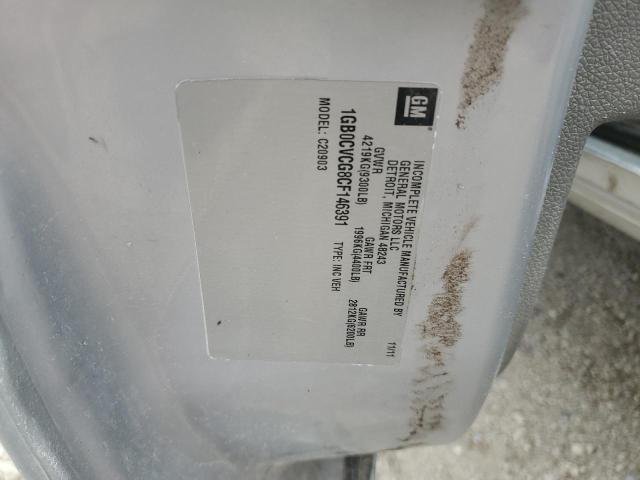 GM
INCOMPLETE VEHICLE MANUFACTURED BY
GENERAL MOTORS LLC
DETROIT, MICHIGAN 48243
11/11
GVWR GAWR FRT GAWR RR
4219KG(9300LB) 1996KG(4400LB) 2812KG(6200LB)
1GB0CVCG8CF146391 TYPE: INC VEH
MODEL: C20903